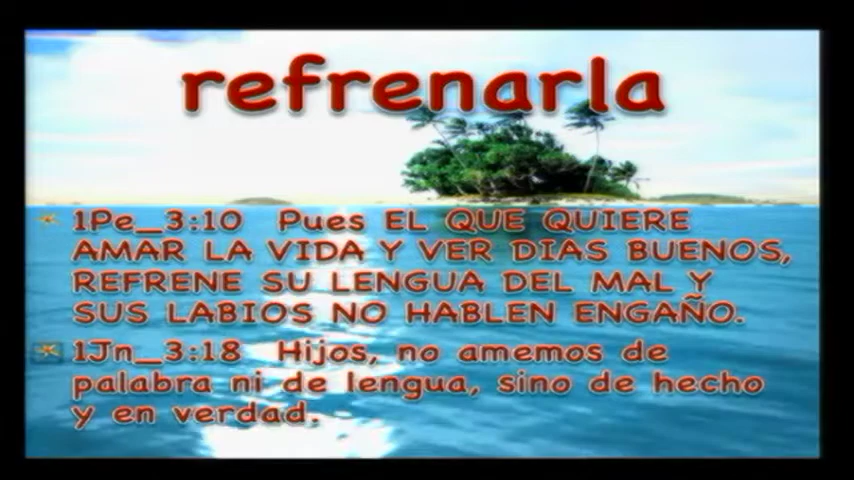 refrenarla
1Pe_3:10 Pues EL QUE QUIERE
AMAR LA VIDA Y VER DIAS BUENOS,
REFRENE SU LENGUA DEL MAL Y
SUS LABIOS NO HABLEN ENGAÑO.
1Jn_3:18 Hijos, no amemos de
palabra ni de lengua, sino de hecho
y en verdad.